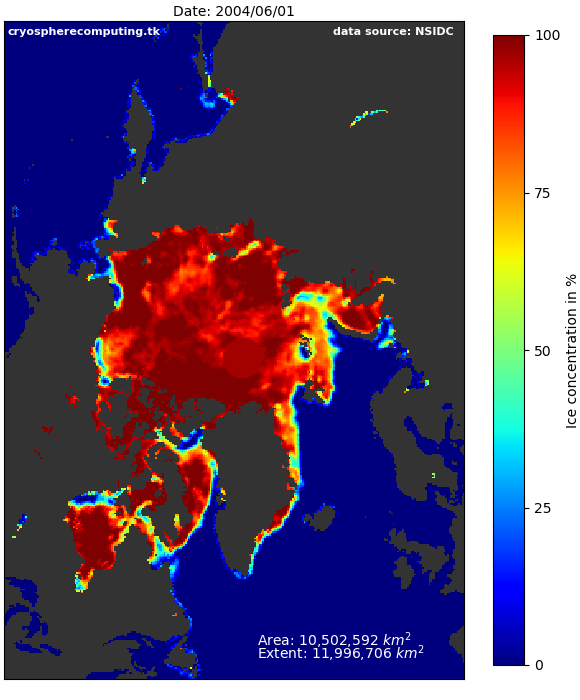 Date: 2004/06/01
cryospherecomputing.tk
data source: NSIDC
100
75
50
25
0
Ice concentration in %
Area: 10,502,592 km²
Extent: 11,996,706 km²